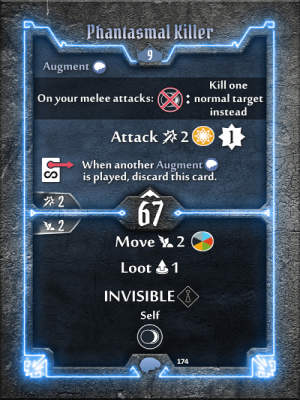 Phantasmal Killer
9
Augment
On your melee attacks: : Kill one
normal target
instead
Attack 2 1
When another Augment
is played, discard this card.
2
67
2
Move 2
Loot 1
INVISIBLE
Self
174